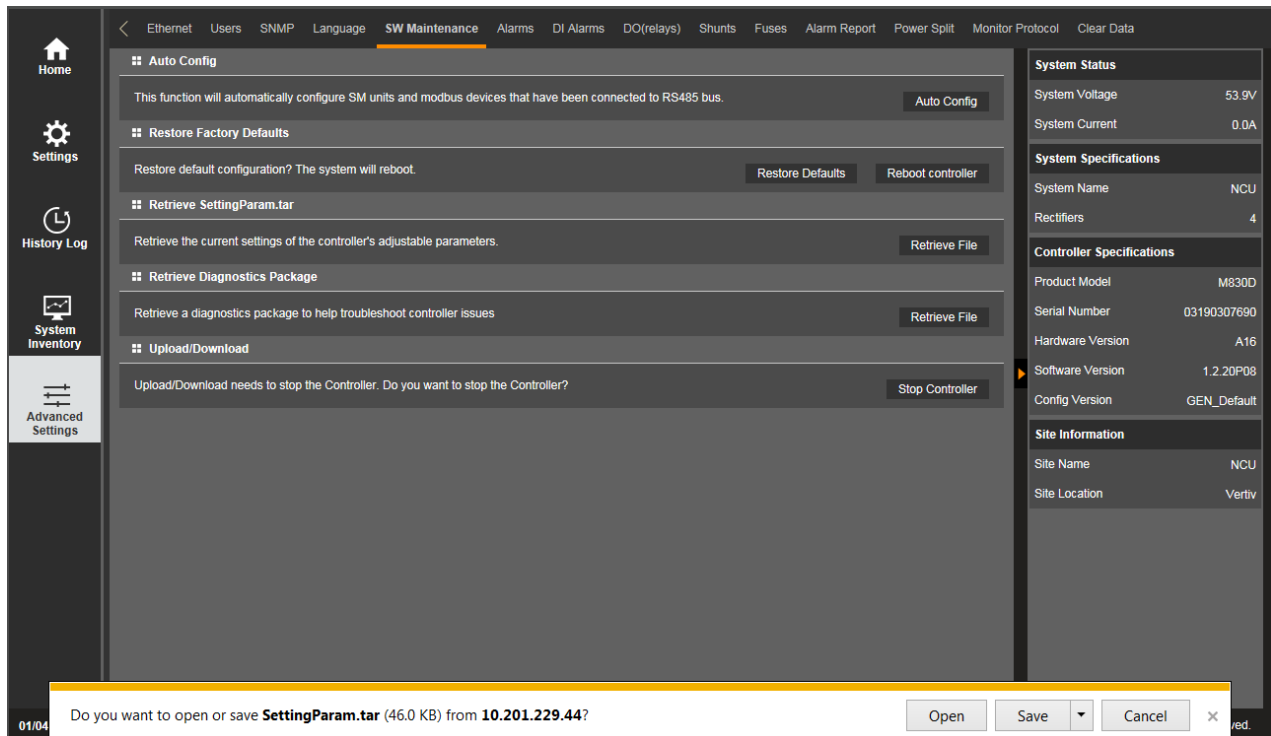 Home
Settings
History Log
System
Inventory
Advanced
Settings
Ethernet Users SNMP Language SW Maintenance Alarms DI Alarms DO(relays) Shunts Fuses Alarm Report Power Split Monitor Protocol Clear Data
Auto Config
This function will automatically configure SM units and modbus devices that have been connected to RS485 bus.
Auto Config
Restore Factory Defaults
Restore default configuration? The system will reboot.
Restore Defaults
Reboot controller
Retrieve SettingParam.tar
Retrieve the current settings of the controller's adjustable parameters.
Retrieve File
Retrieve Diagnostics Package
Retrieve a diagnostics package to help troubleshoot controller issues
Retrieve File
Upload/Download
Upload/Download needs to stop the Controller. Do you want to stop the Controller?
Stop Controller
System Status
System Voltage 53.9V
System Current 0.0A
System Specifications
System Name NCU
Rectifiers 4
Controller Specifications
Product Model M830D
Serial Number 03190307690
Hardware Version A16
Software Version 1.2.20P08
Config Version GEN_Default
Site Information
Site Name NCU
Site Location Vertiv
01/04
Do you want to open or save SettingParam.tar (46.0 KB) from 10.201.229.44?
Open
Save
Cancel
ved.